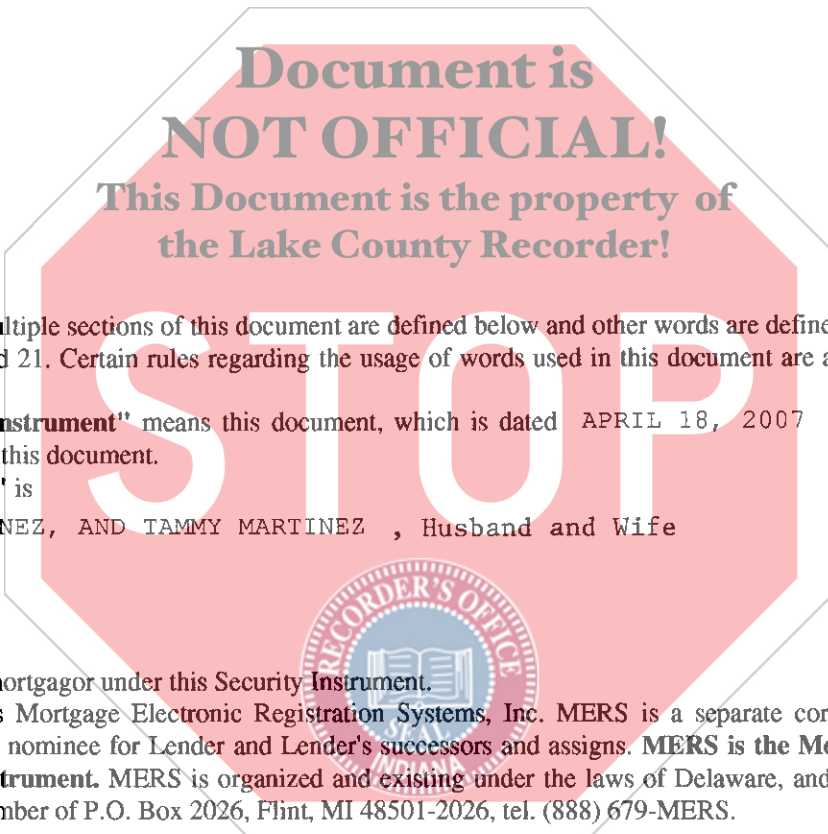 Document is
NOT OFFICIAL!
This Document is the property of
the Lake County Recorder!
STOP
ltiple sections of this document are defined below and other words are define
d 21. Certain rules regarding the usage of words used in this document are a
nstrument" means this document, which is dated APRIL 18, 2007
this document.
" is
NEZ, AND TAMMY MARTINEZ , Husband and Wife
RECORDER'S OFFICE
SEAL
INDIANA
ortgagor under this Security Instrument.
s Mortgage Electronic Registration Systems, Inc. MERS is a separate cor
nominee for Lender and Lender's successors and assigns. MERS is the Mo
trument. MERS is organized and existing under the laws of Delaware, and
mber of P.O. Box 2026, Flint, MI 48501-2026, tel. (888) 679-MERS.